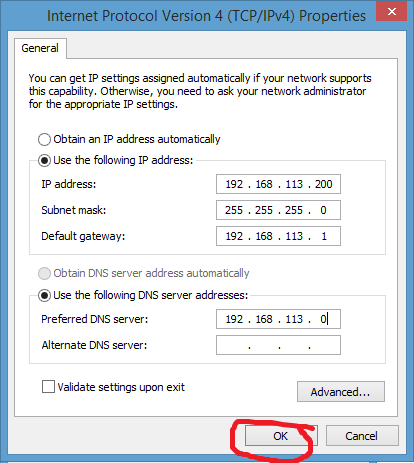 Internet Protocol Version 4 (TCP/IPv4) Properties
General
You can get IP settings assigned automatically if your network supports
this capability. Otherwise, you need to ask your network administrator
for the appropriate IP settings.
Obtain an IP address automatically
Use the following IP address:
IP address: 192 . 168 . 113 . 200
Subnet mask: 255 . 255 . 255 . 0
Default gateway: 192 . 168 . 113 . 1
Obtain DNS server address automatically
Use the following DNS server addresses:
Preferred DNS server: 192 . 168 . 113 . 0
Alternate DNS server: . . .
Validate settings upon exit
Advanced...
OK Cancel